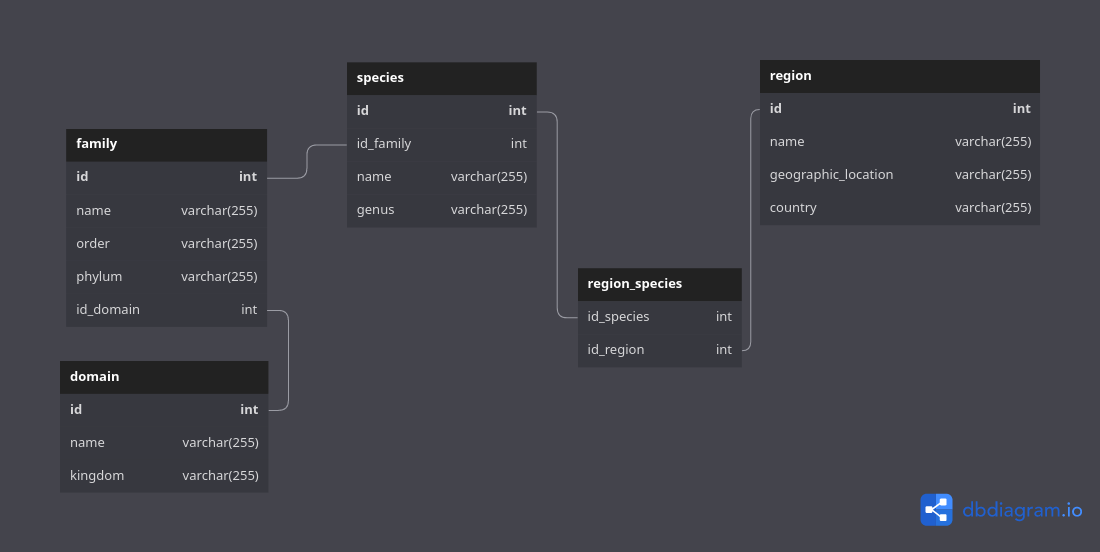 family
id int
name varchar(255)
order varchar(255)
phylum varchar(255)
id_domain int
domain
id int
name varchar(255)
kingdom varchar(255)
species
id int
id_family int
name varchar(255)
genus varchar(255)
region_species
id_species int
id_region int
region
id int
name varchar(255)
geographic_location varchar(255)
country varchar(255)
dbdiagram.io